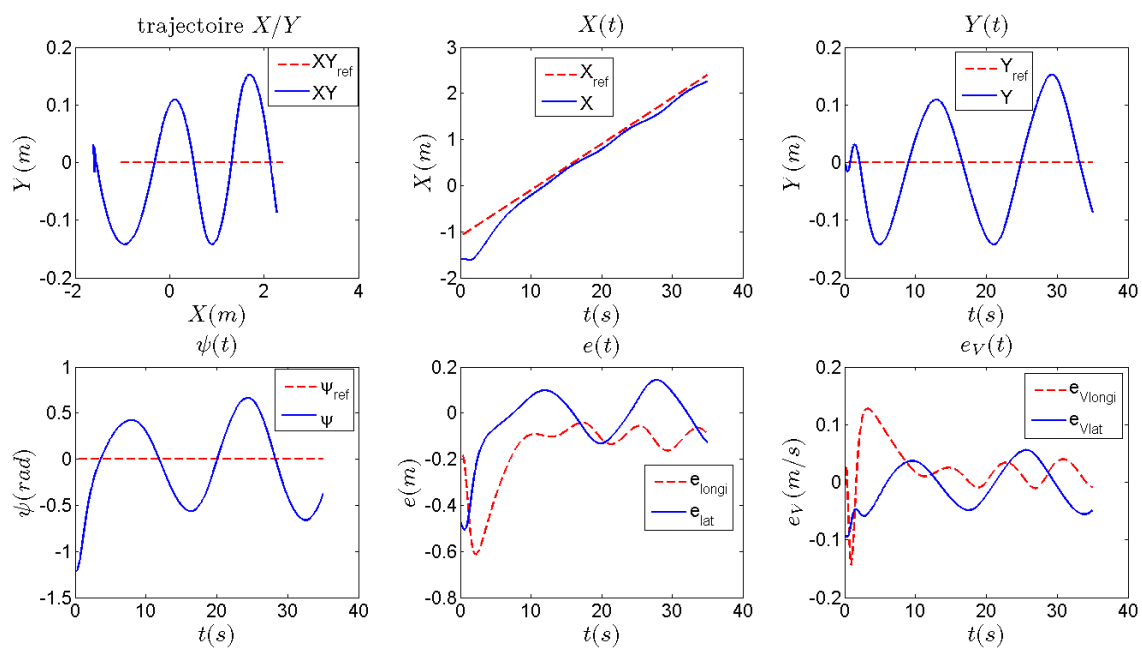 trajectoire X/Y
0.2
0.1
0
-0.1
-0.2
Y (m)
XY_ref
XY
-2
0
2
4
X(m)
X(t)
3
2
1
0
-1
-2
X(m)
X_ref
X
0
10
20
30
40
t(s)
Y(t)
0.2
0.1
0
-0.1
-0.2
Y (m)
Y_ref
Y
0
10
20
30
40
t(s)
ψ(t)
1
0.5
0
-0.5
-1
-1.5
ψ(rad)
ψ_ref
ψ
0
10
20
30
40
t(s)
e(t)
0.2
0
-0.2
-0.4
-0.6
-0.8
e(m)
e_longi
e_lat
0
10
20
30
40
t(s)
e_V(t)
0.2
0.1
0
-0.1
-0.2
e_V (m/s)
e_Vlongi
e_Vlat
0
10
20
30
40
t(s)